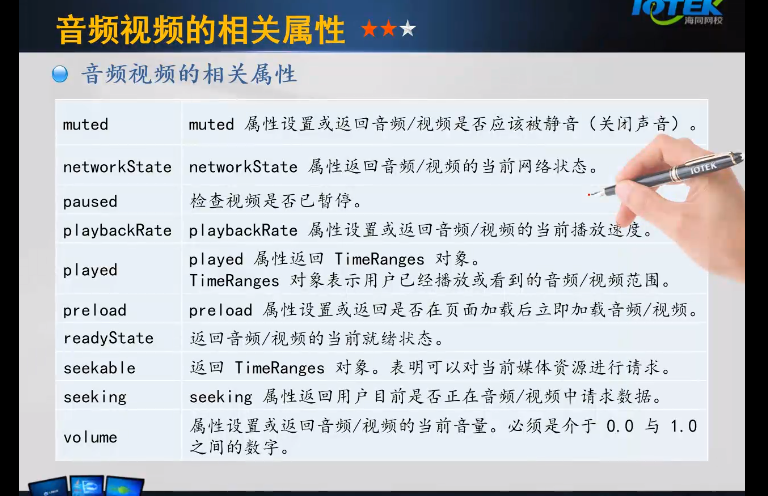 音频视频的相关属性
IOTEK
海同网校
音频视频的相关属性
muted muted 属性设置或返回音频/视频是否应该被静音（关闭声音）。
networkState networkState 属性返回音频/视频的当前网络状态。
paused 检查视频是否已暂停。
playbackRate playbackRate 属性设置或返回音频/视频的当前播放速度。
played played 属性返回 TimeRanges 对象。
TimeRanges 对象表示用户已经播放或看到的音频/视频范围。
preload preload 属性设置或返回是否在页面加载后立即加载音频/视频。
readyState 返回音频/视频的当前就绪状态。
seekable 返回 TimeRanges 对象。表明可以对当前媒体资源进行请求。
seeking seeking 属性返回用户目前是否正在音频/视频中请求数据。
volume 属性设置或返回音频/视频的当前音量。必须是介于 0.0 与 1.0
之间的数字。
IOTEK